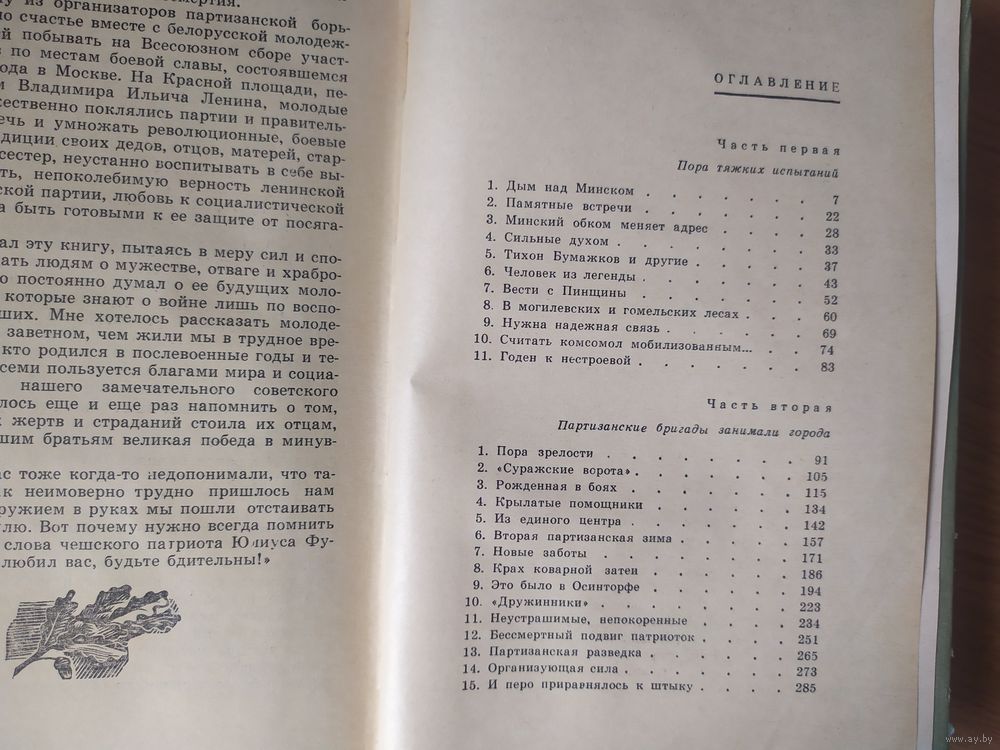 из организаторов партизанской борь-
счастье вместе с белорусской молодеж-
побывать на Всесоюзном сборе участ-
по местам боевой славы, состоявшемся
в Москве. На Красной площади, пе-
Владимира Ильича Ленина, молодые
поклялись партии и правитель-
и умножать революционные, боевые
своих дедов, отцов, матерей, стар-
сестер, неустанно воспитывать в себе вы-
непоколебимую верность ленинской
партии, любовь к социалистической
быть готовыми к ее защите от посяга-
эту книгу, пытаясь в меру сил и спо-
людям о мужестве, отваге и храбро-
постоянно думал о ее будущих моло-
которые знают о войне лишь по воспо-
Мне хотелось рассказать молоде-
заветном, чем жили мы в трудное вре-
кто родился в послевоенные годы и те-
всеми пользуется благами мира и социа-
нашего замечательного советского
еще и еще раз напомнить о том,
жертв и страданий стоила их отцам,
братьям великая победа в минув-
тоже когда-то недопонимали, что та-
неимоверно трудно пришлось нам
оружием в руках мы пошли отстаивать
Вот почему нужно всегда помнить
слова чешского патриота Юлиуса Фу-
любил вас, будьте бдительны!»
ОГЛАВЛЕНИЕ
Часть первая
Пора тяжких испытаний
1. Дым над Минском . . . . . . . 7
2. Памятные встречи . . . . . . . 22
3. Минский обком меняет адрес . . . . 28
4. Сильные духом . . . . . . . . 33
5. Тихон Бумажков и другие . . . . . 37
6. Человек из легенды . . . . . . . 43
7. Вести с Пинщины . . . . . . . 52
8. В могилевских и гомельских лесах . . . 60
9. Нужна надежная связь . . . . . . 69
10. Считать комсомол мобилизованным... . . 74
11. Годен к нестроевой . . . . . . . 83
Часть вторая
Партизанские бригады занимали города
1. Пора зрелости . . . . . . . . 91
2. «Суражские ворота» . . . . . . . 105
3. Рожденная в боях . . . . . . . 115
4. Крылатые помощники . . . . . . 134
5. Из единого центра . . . . . . . 142
6. Вторая партизанская зима . . . . . 157
7. Новые заботы . . . . . . . . 171
8. Крах коварной затеи . . . . . . 186
9. Это было в Осинторфе . . . . . . 194
10. «Дружинники» . . . . . . . . 223
11. Неустрашимые, непокоренные . . . . 234
12. Бессмертный подвиг патриоток . . . . 251
13. Партизанская разведка . . . . . . 265
14. Организующая сила . . . . . . . 273
15. И перо приравнялось к штыку . . . . 285
www.ay.by